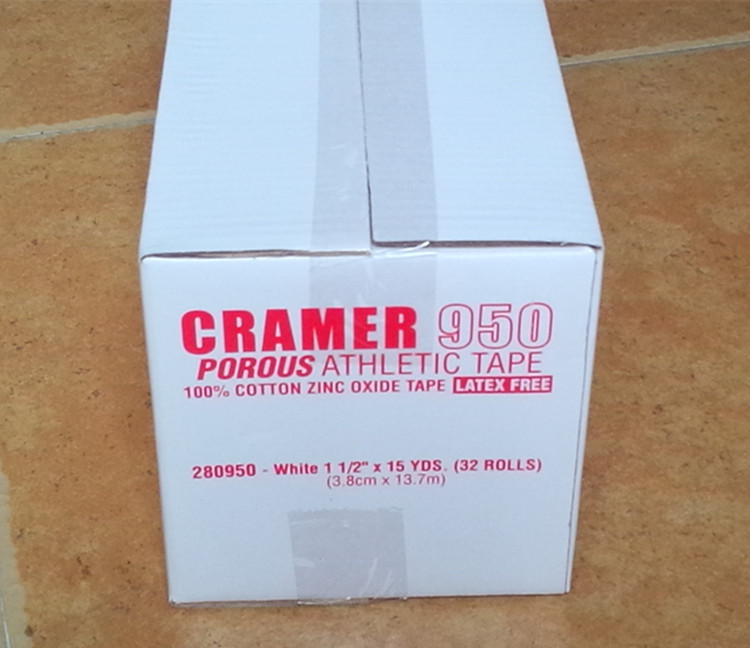 CRAMER 950
POROUS ATHLETIC TAPE
100% COTTON ZINC OXIDE TAPE LATEX FREE
280950 - White 1 1/2" x 15 YDS. (32 ROLLS)
(3.8cm x 13.7m)